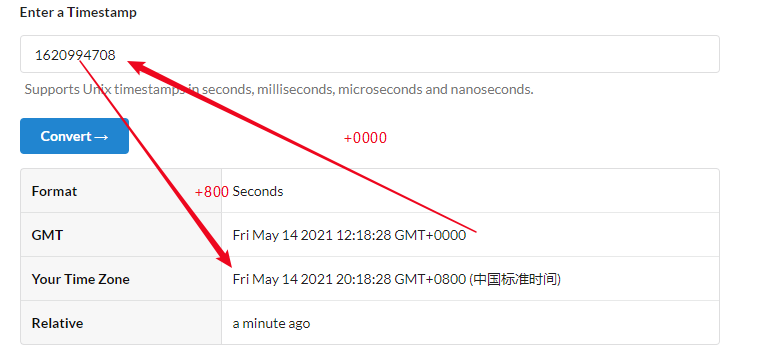 Enter a Timestamp
1620994708
Supports Unix timestamps in seconds, milliseconds, microseconds and nanoseconds.
Convert→
+0000
Format +800 Seconds
GMT Fri May 14 2021 12:18:28 GMT+0000
Your Time Zone Fri May 14 2021 20:18:28 GMT+0800 (中国标准时间)
Relative a minute ago